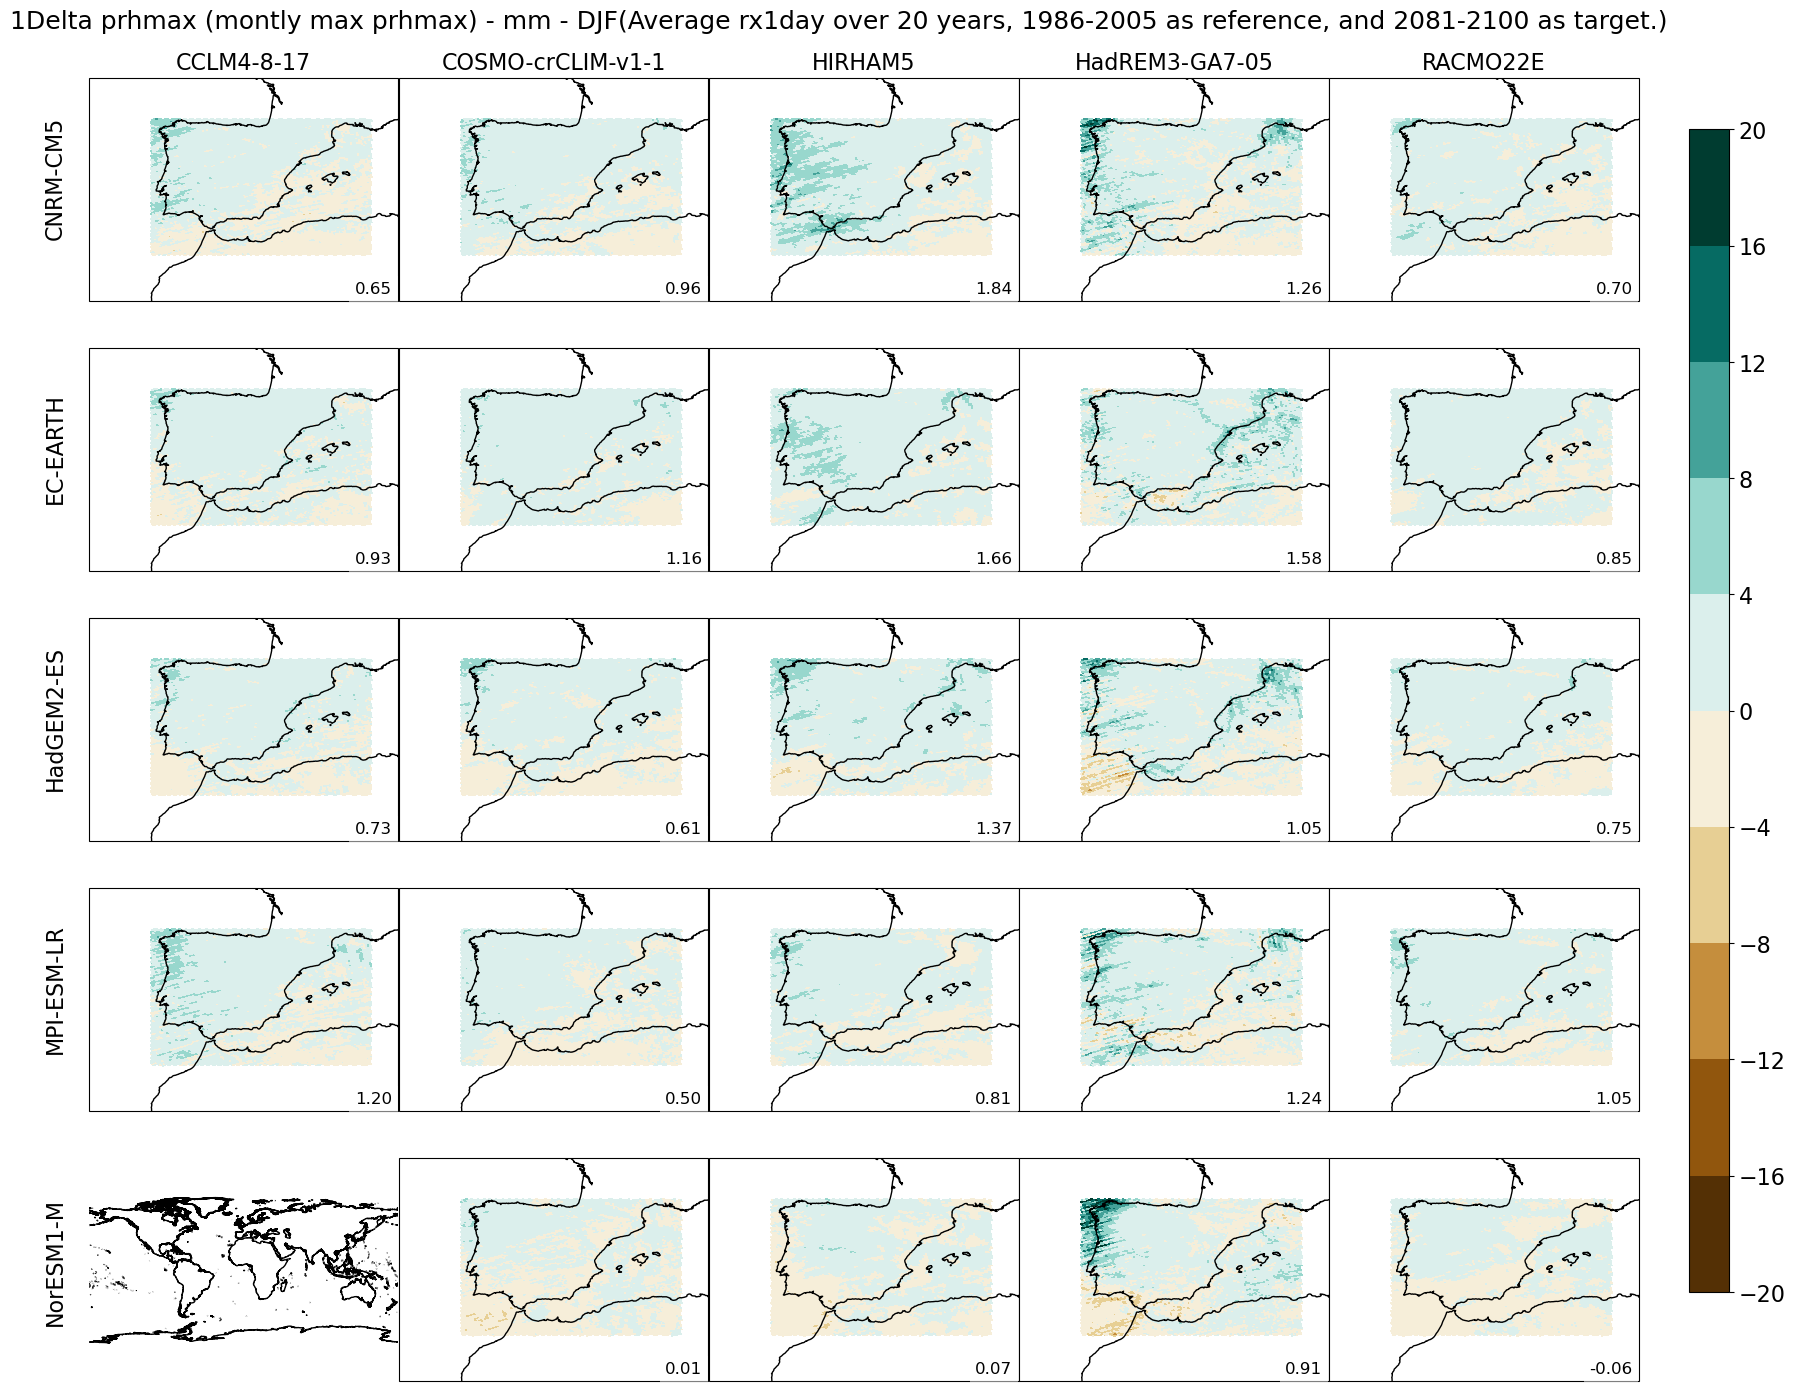 1Delta prhmax (montly max prhmax) - mm - DJF(Average rx1day over 20 years, 1986-2005 as reference, and 2081-2100 as target.)
CCLM4-8-17 COSMO-crCLIM-v1-1 HIRHAM5 HadREM3-GA7-05 RACMO22E
CNRM-CM5
0.65 0.96 1.84 1.26 0.70
EC-EARTH
0.93 1.16 1.66 1.58 0.85
HadGEM2-ES
0.73 0.61 1.37 1.05 0.75
MPI-ESM-LR
1.20 0.50 0.81 1.24 1.05
NorESM1-M
0.01 0.07 0.91 -0.06
20
16
12
8
4
0
−4
−8
−12
−16
−20